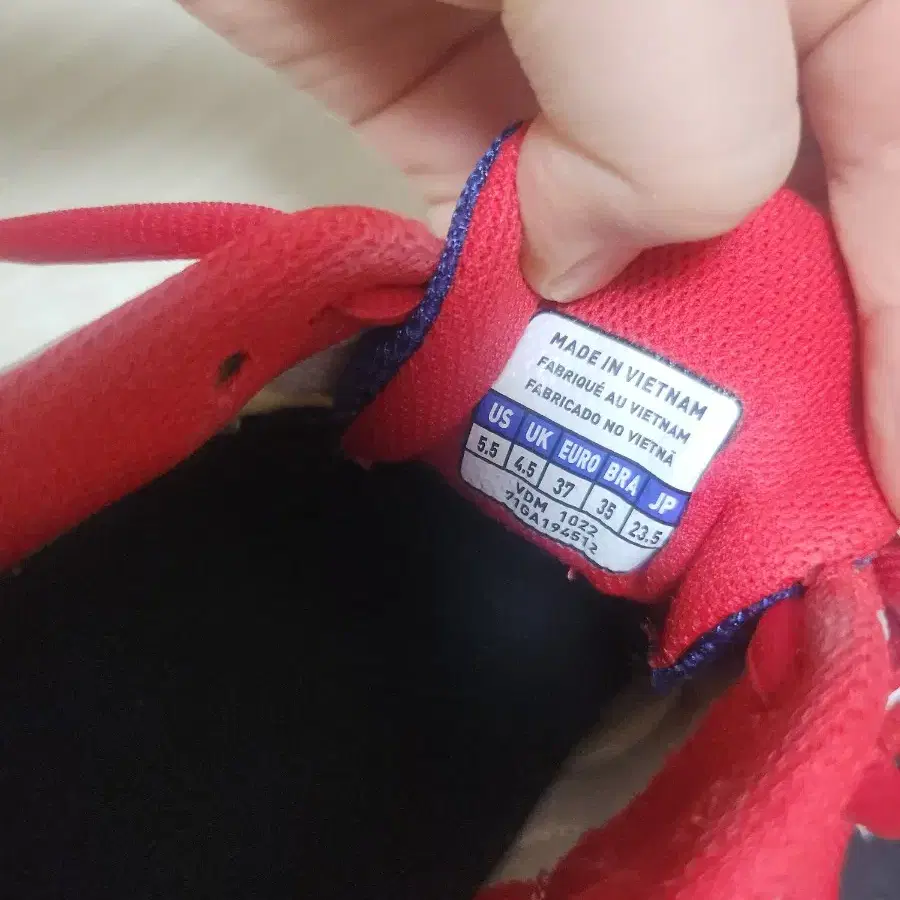 MADE IN VIETNAM
FABRIQUÉ AU VIETNAM
FABRICADO NO VIETNÃ
US UK EURO BRA JP
5.5 4.5 37 35 23.5
VDM 1022
71GA194512